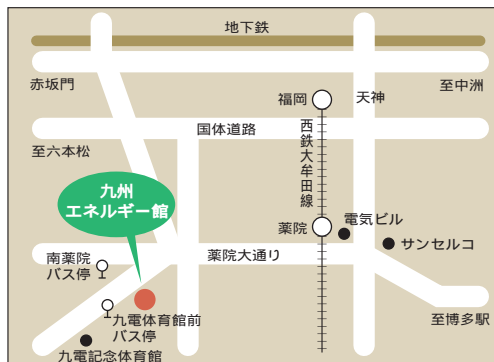 地下鉄
赤坂門
至中洲
福岡
天神
国体道路
西鉄大牟田線
至六本松
九州
エネルギー館
薬院
電気ビル
サンセルコ
南薬院
バス停
薬院大通り
九電体育館前
バス停
至博多駅
九電記念体育館